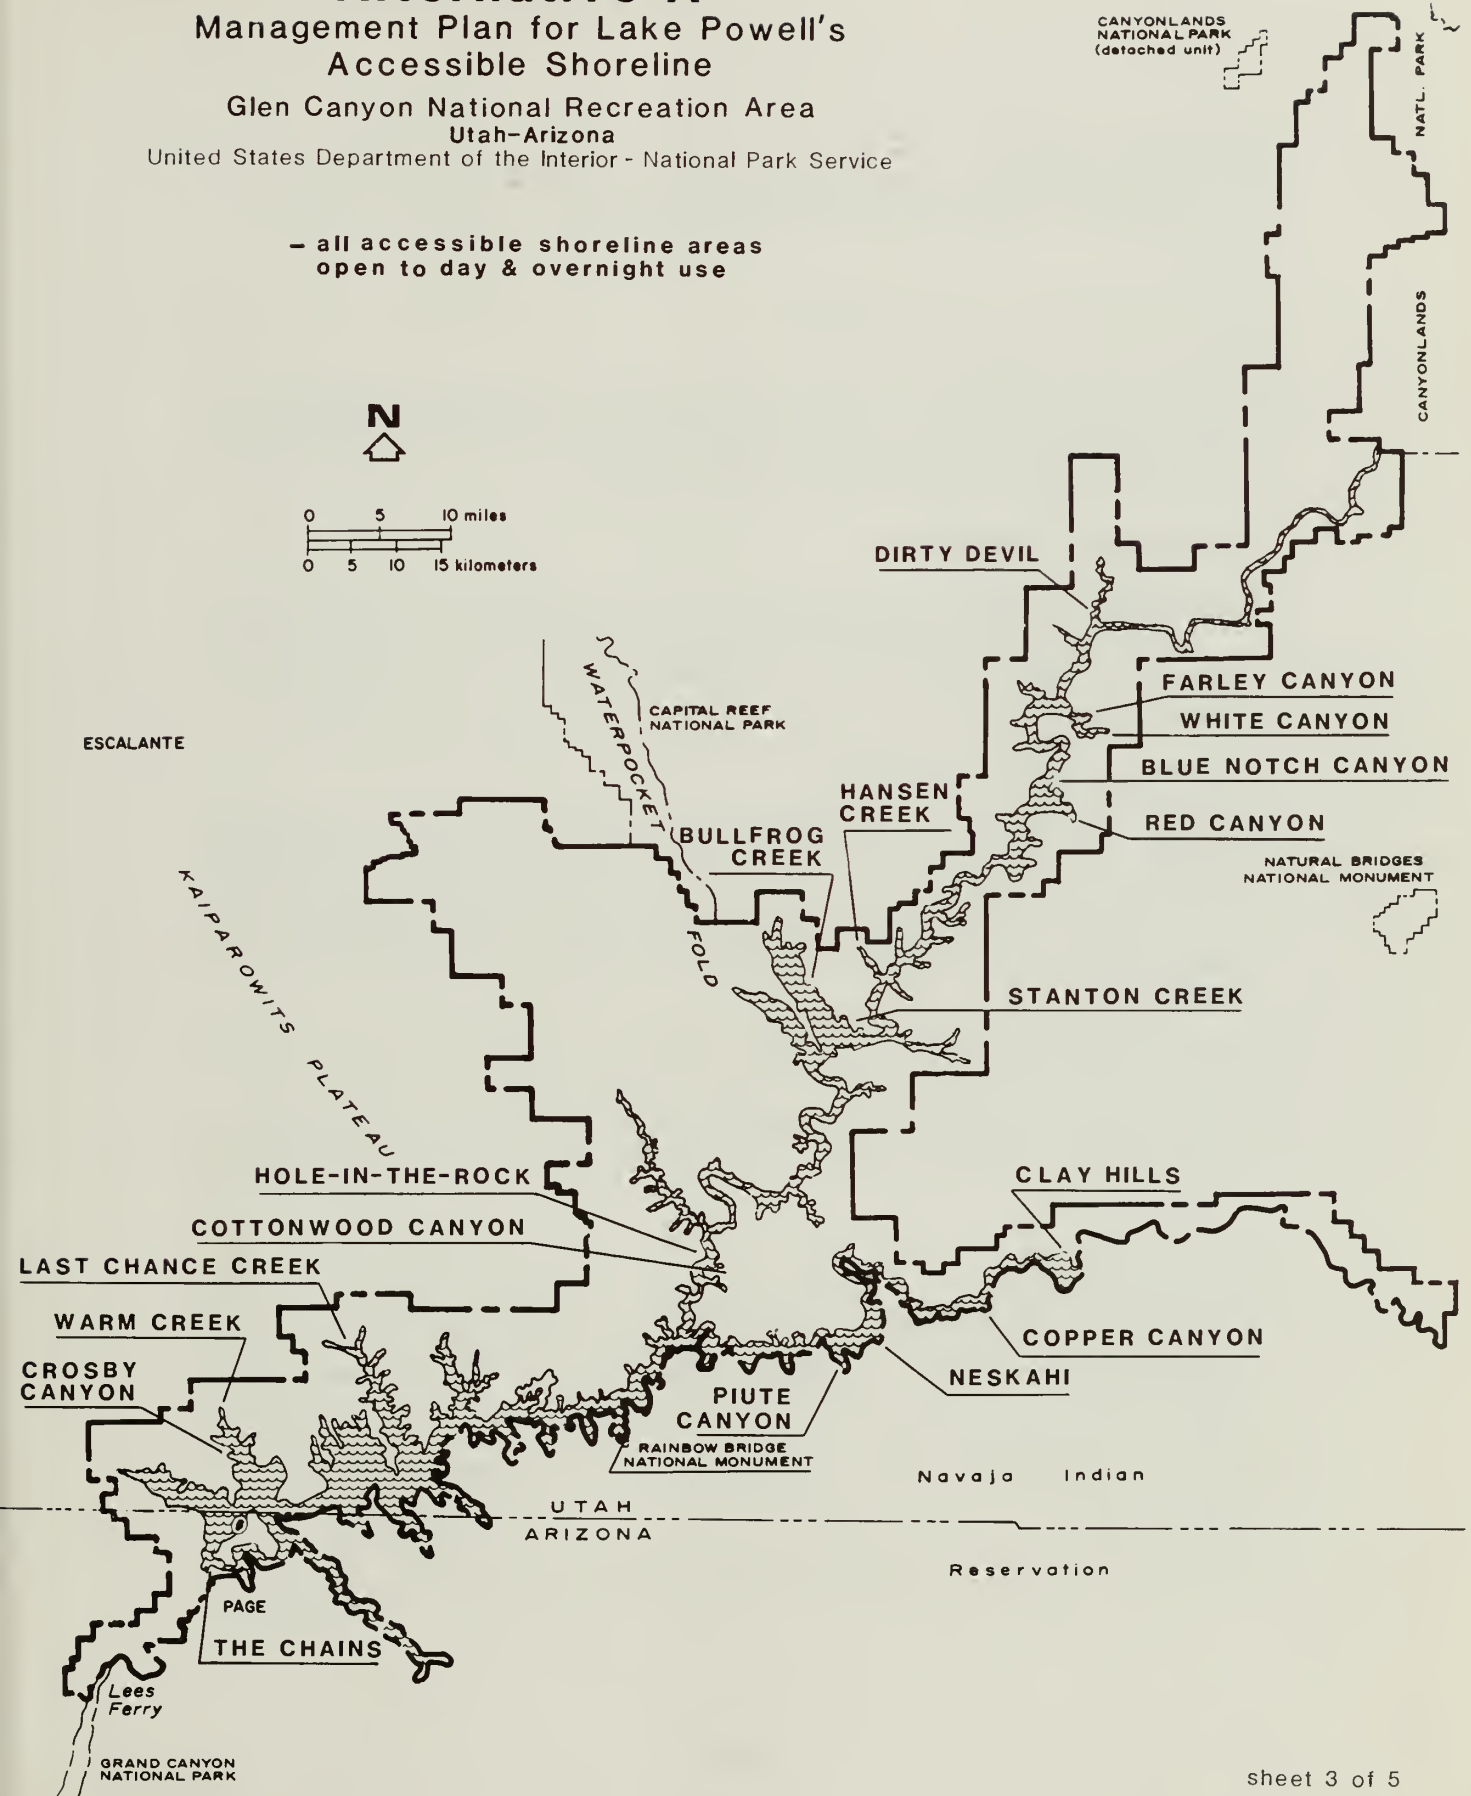 Management Plan for Lake Powell's
Accessible Shoreline
Glen Canyon National Recreation Area
Utah-Arizona
United States Department of the Interior - National Park Service
– all accessible shoreline areas
open to day & overnight use
CANYONLANDS
NATIONAL PARK
(detached unit)
NATL. PARK
CANYONLANDS
N
0 5 10 miles
0 5 10 15 kilometers
DIRTY DEVIL
FARLEY CANYON
WHITE CANYON
BLUE NOTCH CANYON
RED CANYON
NATURAL BRIDGES
NATIONAL MONUMENT
WATERPOCKET
FOLD
CAPITAL REEF
NATIONAL PARK
ESCALANTE
HANSEN
CREEK
BULLFROG
CREEK
KAIPAROWITS PLATEAU
STANTON CREEK
HOLE-IN-THE-ROCK
COTTONWOOD CANYON
LAST CHANCE CREEK
WARM CREEK
CROSBY
CANYON
CLAY HILLS
COPPER CANYON
NESKAHI
PIUTE
CANYON
RAINBOW BRIDGE
NATIONAL MONUMENT
Navaja Indian
UTAH
ARIZONA
Reservation
PAGE
THE CHAINS
Lees
Ferry
GRAND CANYON
NATIONAL PARK
sheet 3 of 5